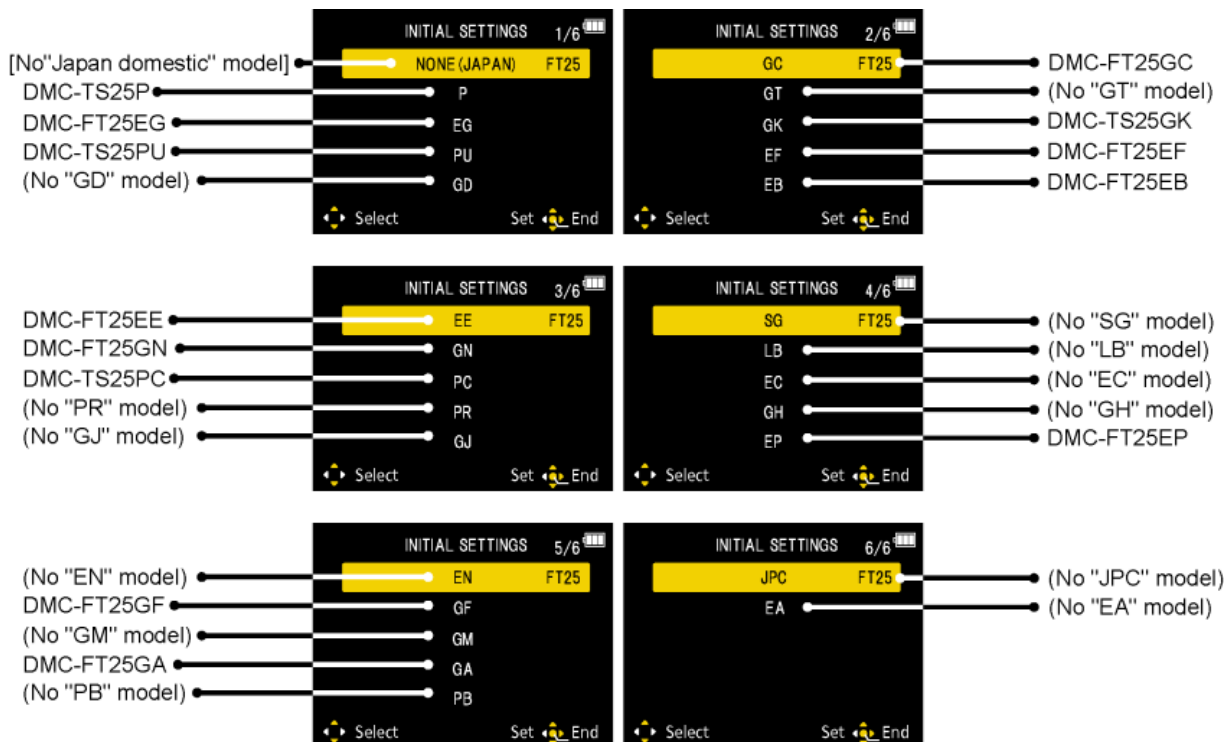 INITIAL SETTINGS 1/6
[No"Japan domestic" model] NONE(JAPAN) FT25
DMC-TS25P P
DMC-FT25EG EG
DMC-TS25PU PU
(No "GD" model) GD
Select Set End
INITIAL SETTINGS 2/6
GC FT25 DMC-FT25GC
GT (No "GT" model)
GK DMC-TS25GK
EF DMC-FT25EF
EB DMC-FT25EB
Select Set End
INITIAL SETTINGS 3/6
DMC-FT25EE EE FT25
DMC-FT25GN GN
DMC-TS25PC PC
(No "PR" model) PR
(No "GJ" model) GJ
Select Set End
INITIAL SETTINGS 4/6
SG FT25 (No "SG" model)
LB (No "LB" model)
EC (No "EC" model)
GH (No "GH" model)
EP DMC-FT25EP
Select Set End
INITIAL SETTINGS 5/6
(No "EN" model) EN FT25
DMC-FT25GF GF
(No "GM" model) GM
DMC-FT25GA GA
(No "PB" model) PB
Select Set End
INITIAL SETTINGS 6/6
JPC FT25 (No "JPC" model)
EA (No "EA" model)
Select Set End